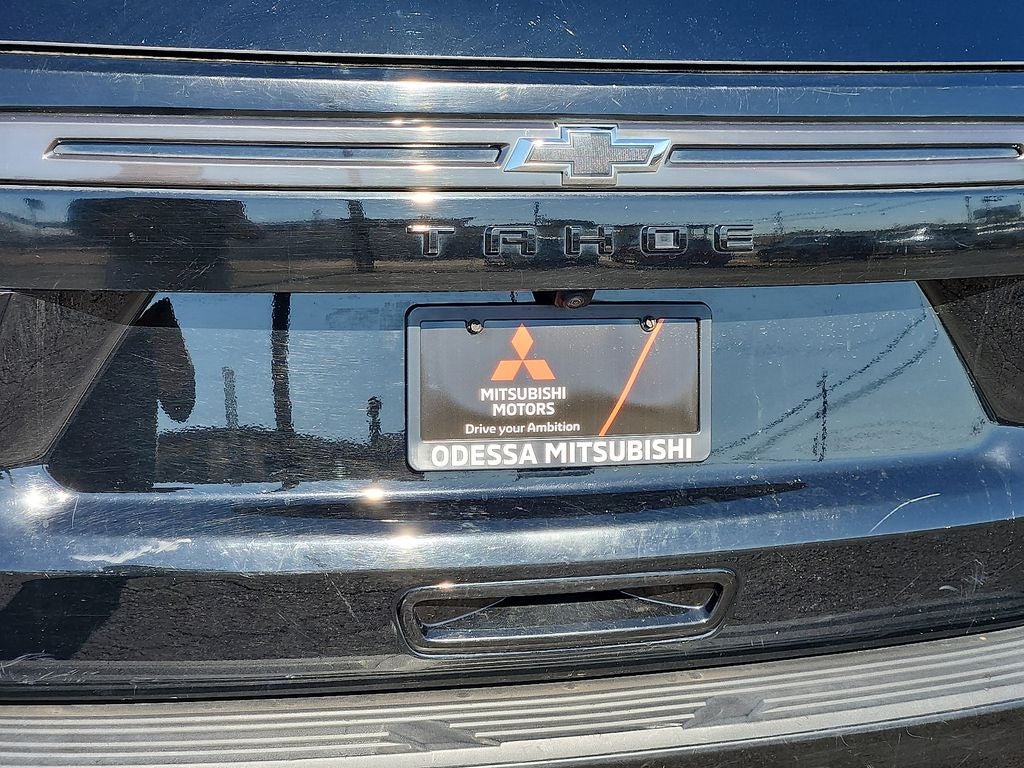 TAHOE
MITSUBISHI
MOTORS
Drive your Ambition
ODESSA MITSUBISHI